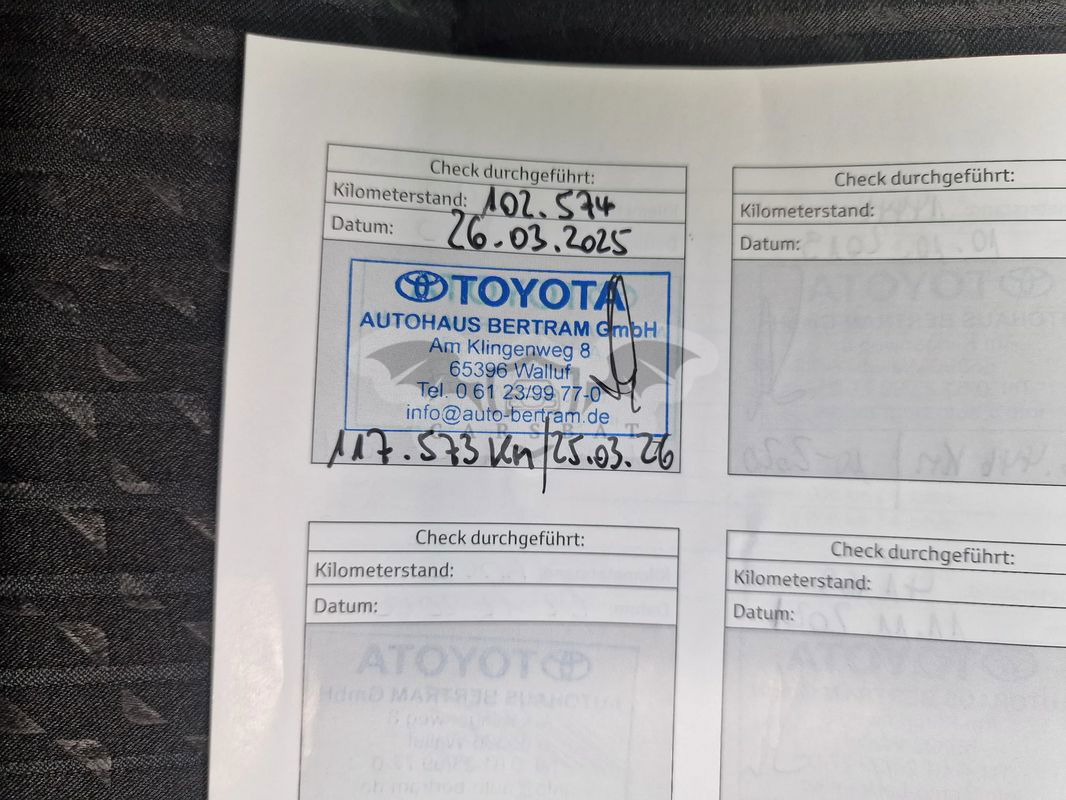 Check durchgeführt:
Kilometerstand: 102.574
Datum: 26.03.2025
TOYOTA
AUTOHAUS BERTRAM GmbH
Am Klingenweg 8
65396 Walluf
Tel. 0 61 23/99 77-0
info@auto-bertram.de
CARSBAT
117.573 Km/25.03.26
Check durchgeführt:
Kilometerstand:
Datum:
Check durchgeführt:
Kilometerstand:
Datum:
Check durchgeführt:
Kilometerstand:
Datum: